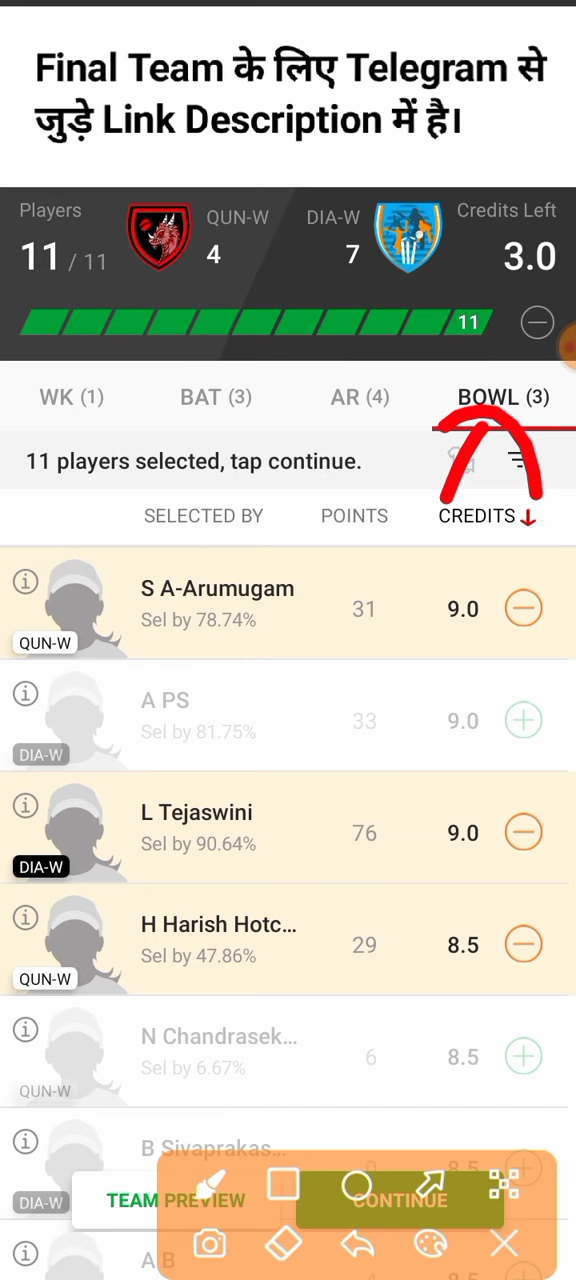 Final Team के लिए Telegram से
जुड़े Link Description में है।
Players QUN-W DIA-W Credits Left
11 / 11 4 7 3.0
11
WK (1) BAT (3) AR (4) BOWL (3)
11 players selected, tap continue.
SELECTED BY POINTS CREDITS
S A-Arumugam
Sel by 78.74% 31 9.0
QUN-W
A PS
Sel by 81.75% 33 9.0
DIA-W
L Tejaswini
Sel by 90.64% 76 9.0
DIA-W
H Harish Hotc...
Sel by 47.86% 29 8.5
QUN-W
N Chandrasek...
Sel by 6.67% 6 8.5
QUN-W
B Sivaprakas...
8.5
DIA-W
TEAM PREVIEW CONTINUE
A B